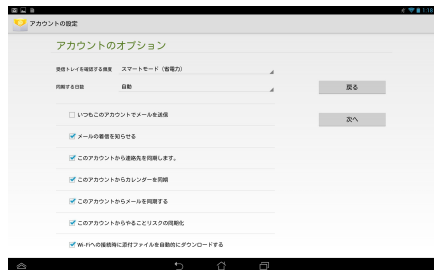 1:18
アカウントの設定
アカウントのオプション
受信トレイを確認する頻度 スマートモード（省電力）
同期する日数 自動
戻る
いつもこのアカウントでメールを送信
次へ
メールの着信を知らせる
このアカウントから連絡先を同期します。
このアカウントからカレンダーを同期
このアカウントからメールを同期する
このアカウントからやることリスクの同期化
Wi-Fiへの接続時に添付ファイルを自動的にダウンロードする